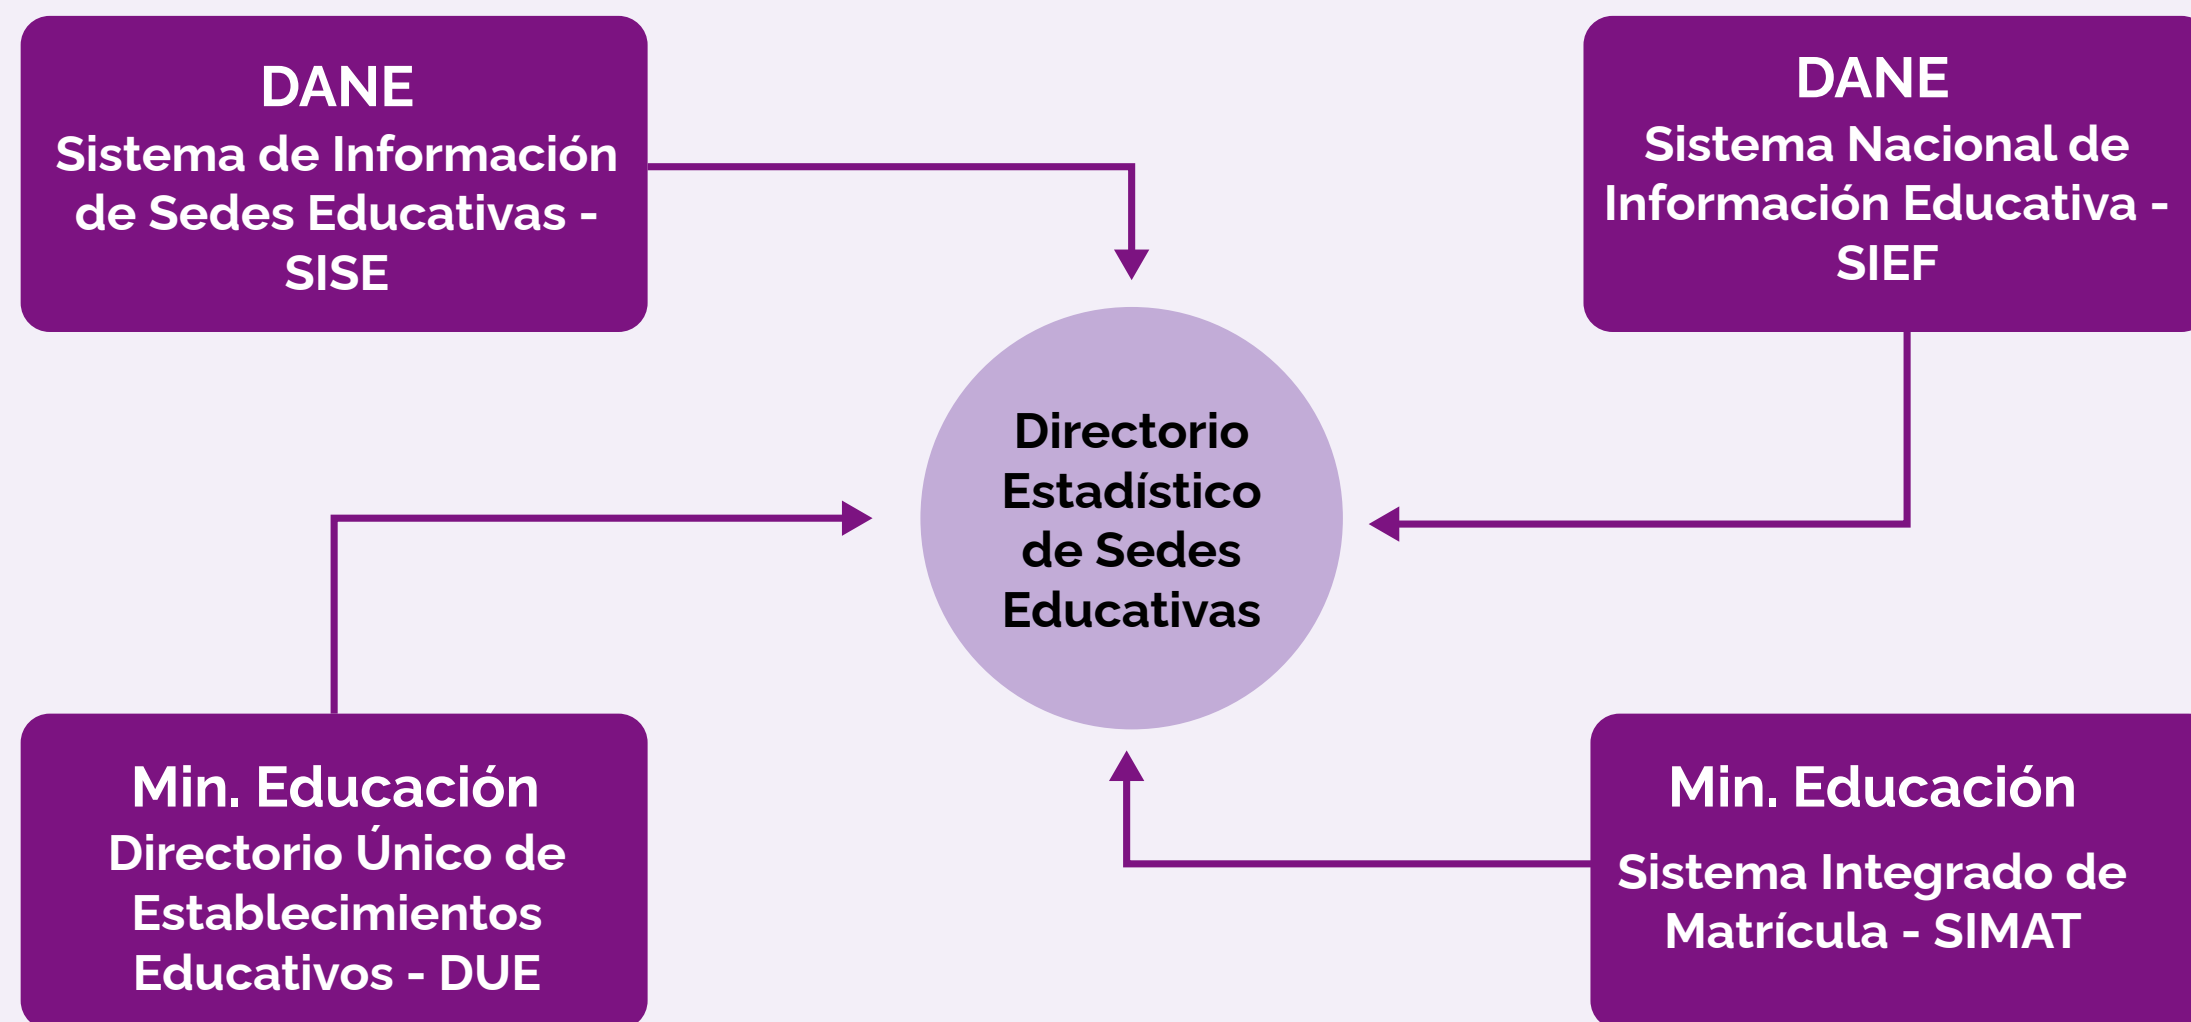 DANE
Sistema de Información
de Sedes Educativas -
SISE
DANE
Sistema Nacional de
Información Educativa -
SIEF
Directorio
Estadístico
de Sedes
Educativas
Min. Educación
Directorio Único de
Establecimientos
Educativos - DUE
Min. Educación
Sistema Integrado de
Matrícula - SIMAT